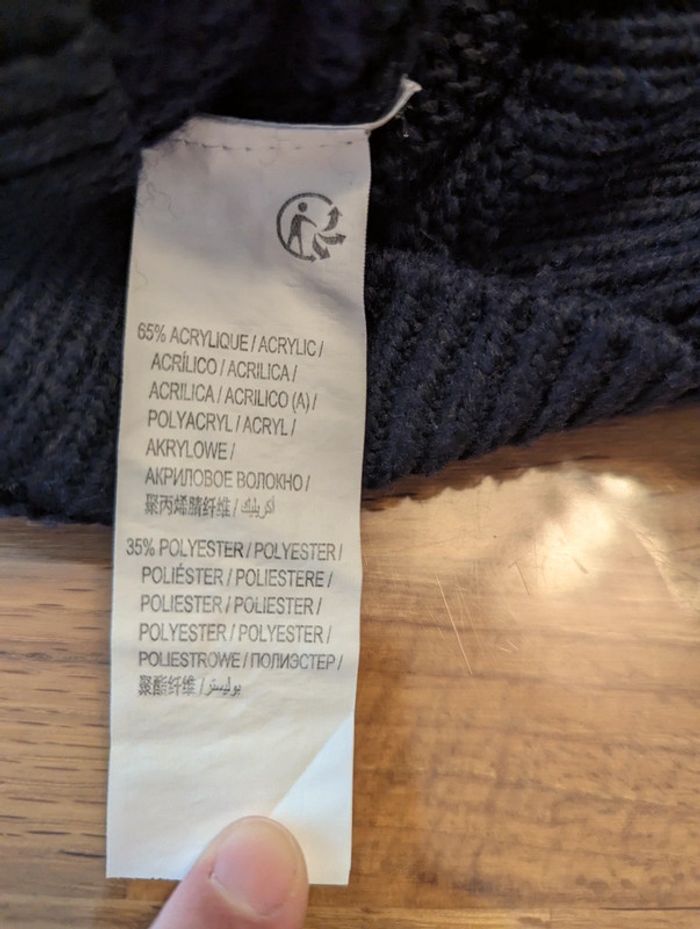 65% ACRYLIQUE / ACRYLIC /
ACRÍLICO / ACRILICA /
ACRILICA / ACRILICO (A) /
POLYACRYL / ACRYL /
AKRYLOWE /
АКРИЛОВОЕ ВОЛОКНО /
聚丙烯腈纤维 / اكريليك
35% POLYESTER / POLYESTER /
POLIÉSTER / POLIESTERE /
POLIESTER / POLIESTER /
POLYESTER / POLYESTER /
POLIESTROWE / ПОЛИЭСТЕР /
聚酯纤维 / بوليستر